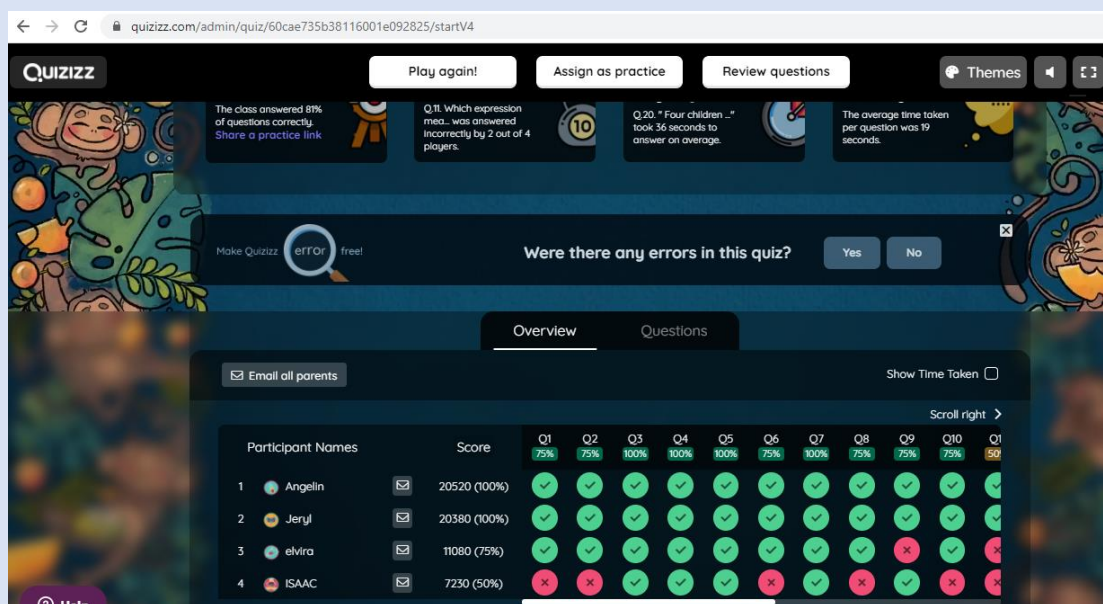 quizizz.com/admin/quiz/60cae735b38116001e092825/startV4
QUIZIZZ
Play again!
Assign as practice
Review questions
Themes
The class answered 81%
of questions correctly.
Share a practice link
Q.11. Which expression
mea... was answered
incorrectly by 2 out of 4
players.
10
Q.20. " Four children ..."
took 36 seconds to
answer on average.
The average time taken
per question was 19
seconds.
Make Quizizz error free!
Were there any errors in this quiz?
Yes
No
Overview
Questions
Email all parents
Show Time Taken
Scroll right
Participant Names Score Q1 Q2 Q3 Q4 Q5 Q6 Q7 Q8 Q9 Q10
75% 75% 100% 100% 100% 75% 100% 75% 75% 75%
1 Angelin 20520 (100%)
2 Jeryl 20380 (100%)
3 elvira 11080 (75%)
4 ISAAC 7230 (50%)
Help